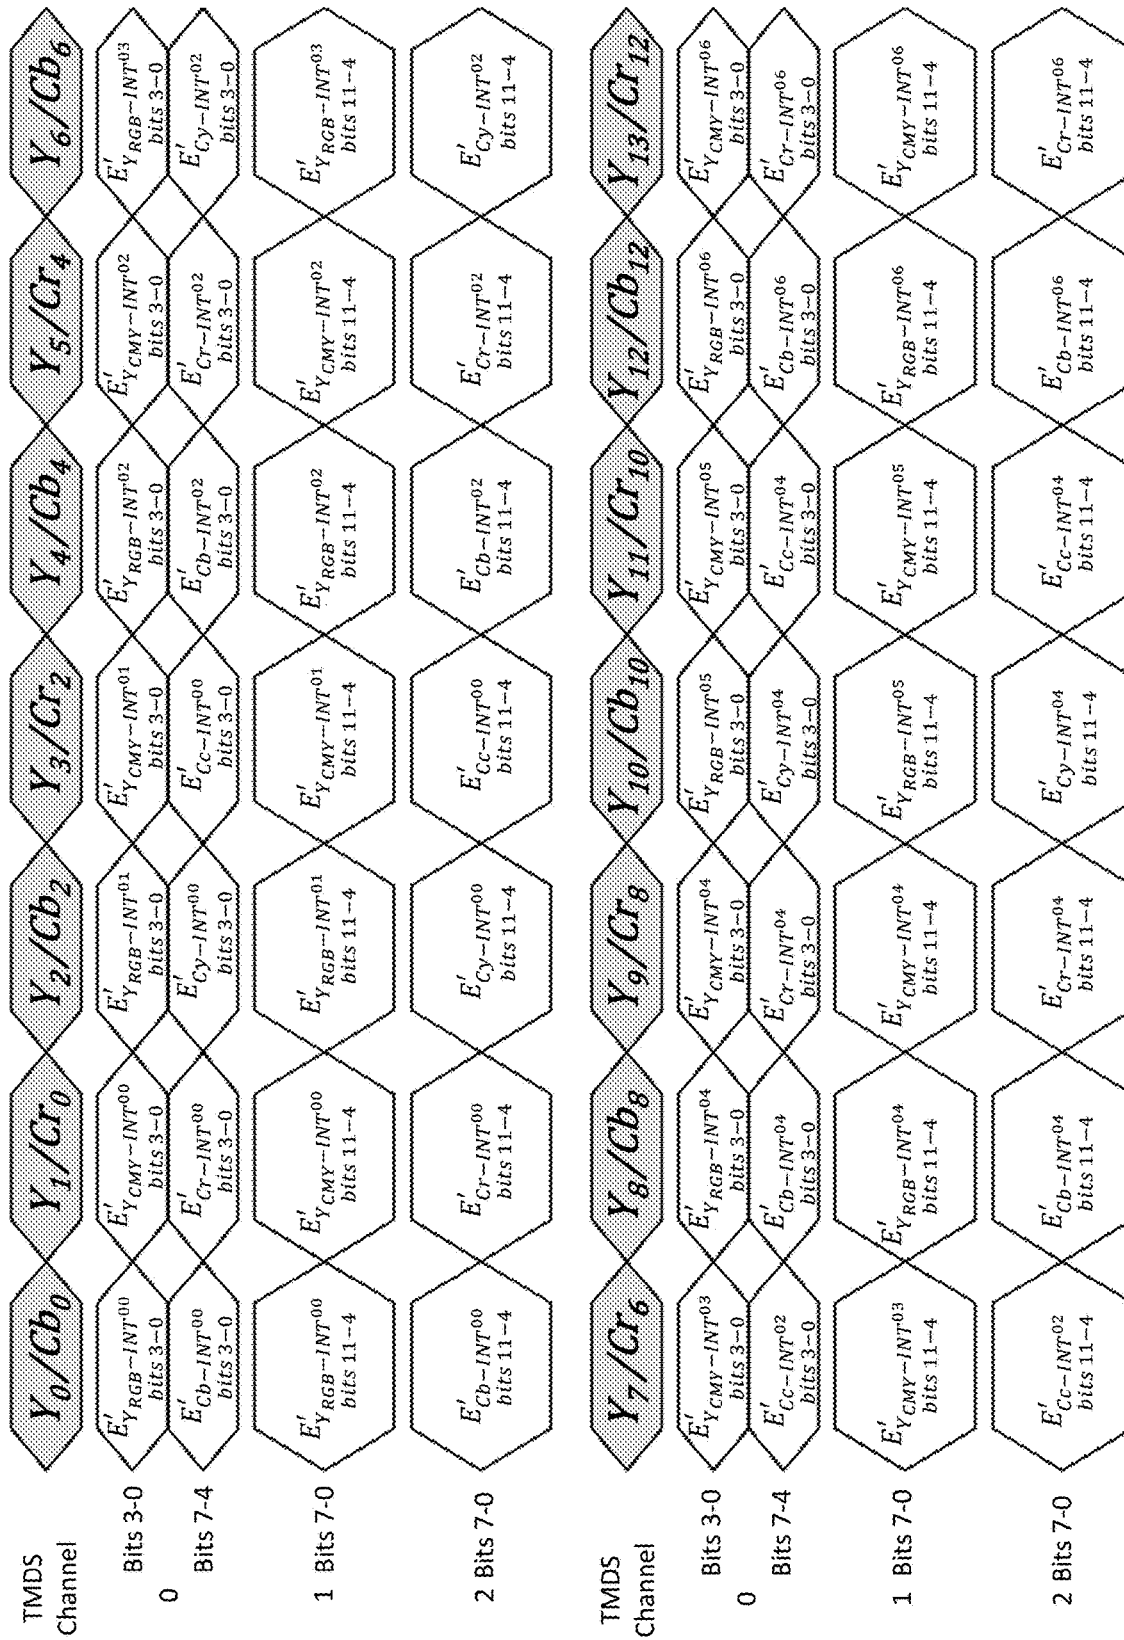 TMDS
Channel
Y₀/Cb₀ Y₁/Cr₀ Y₂/Cb₂ Y₃/Cr₂ Y₄/Cb₄ Y₅/Cr₄ Y₆/Cb₆
0
Bits 3-0
E′YRGB−INT00 E′YCMY−INT00 E′YRGB−INT01 E′YCMY−INT01 E′YRGB−INT02 E′YCMY−INT02 E′YRGB−INT03
bits 3−0 bits 3−0 bits 3−0 bits 3−0 bits 3−0 bits 3−0 bits 3−0
Bits 7-4
E′Cb−INT00 E′Cr−INT00 E′Cy−INT00 E′Cc−INT00 E′Cb−INT02 E′Cr−INT02 E′Cy−INT02
bits 3−0 bits 3−0 bits 3−0 bits 3−0 bits 3−0 bits 3−0 bits 3−0
1 Bits 7-0
E′YRGB−INT00 E′YCMY−INT00 E′YRGB−INT01 E′YCMY−INT01 E′YRGB−INT02 E′YCMY−INT02 E′YRGB−INT03
bits 11−4 bits 11−4 bits 11−4 bits 11−4 bits 11−4 bits 11−4 bits 11−4
2 Bits 7-0
E′Cb−INT00 E′Cr−INT00 E′Cy−INT00 E′Cc−INT00 E′Cb−INT02 E′Cr−INT02 E′Cy−INT02
bits 11−4 bits 11−4 bits 11−4 bits 11−4 bits 11−4 bits 11−4 bits 11−4
TMDS
Channel
Y₇/Cr₆ Y₈/Cb₈ Y₉/Cr₈ Y₁₀/Cb₁₀ Y₁₁/Cr₁₀ Y₁₂/Cb₁₂ Y₁₃/Cr₁₂
0
Bits 3-0
E′YCMY−INT03 E′YRGB−INT04 E′YCMY−INT04 E′YRGB−INT05 E′YCMY−INT05 E′YRGB−INT06 E′YCMY−INT06
bits 3−0 bits 3−0 bits 3−0 bits 3−0 bits 3−0 bits 3−0 bits 3−0
Bits 7-4
E′Cc−INT02 E′Cb−INT04 E′Cr−INT04 E′Cy−INT04 E′Cc−INT04 E′Cb−INT06 E′Cr−INT06
bits 3−0 bits 3−0 bits 3−0 bits 3−0 bits 3−0 bits 3−0 bits 3−0
1 Bits 7-0
E′YCMY−INT03 E′YRGB−INT04 E′YCMY−INT04 E′YRGB−INT05 E′YCMY−INT05 E′YRGB−INT06 E′YCMY−INT06
bits 11−4 bits 11−4 bits 11−4 bits 11−4 bits 11−4 bits 11−4 bits 11−4
2 Bits 7-0
E′Cc−INT02 E′Cb−INT04 E′Cr−INT04 E′Cy−INT04 E′Cc−INT04 E′Cb−INT06 E′Cr−INT06
bits 11−4 bits 11−4 bits 11−4 bits 11−4 bits 11−4 bits 11−4 bits 11−4